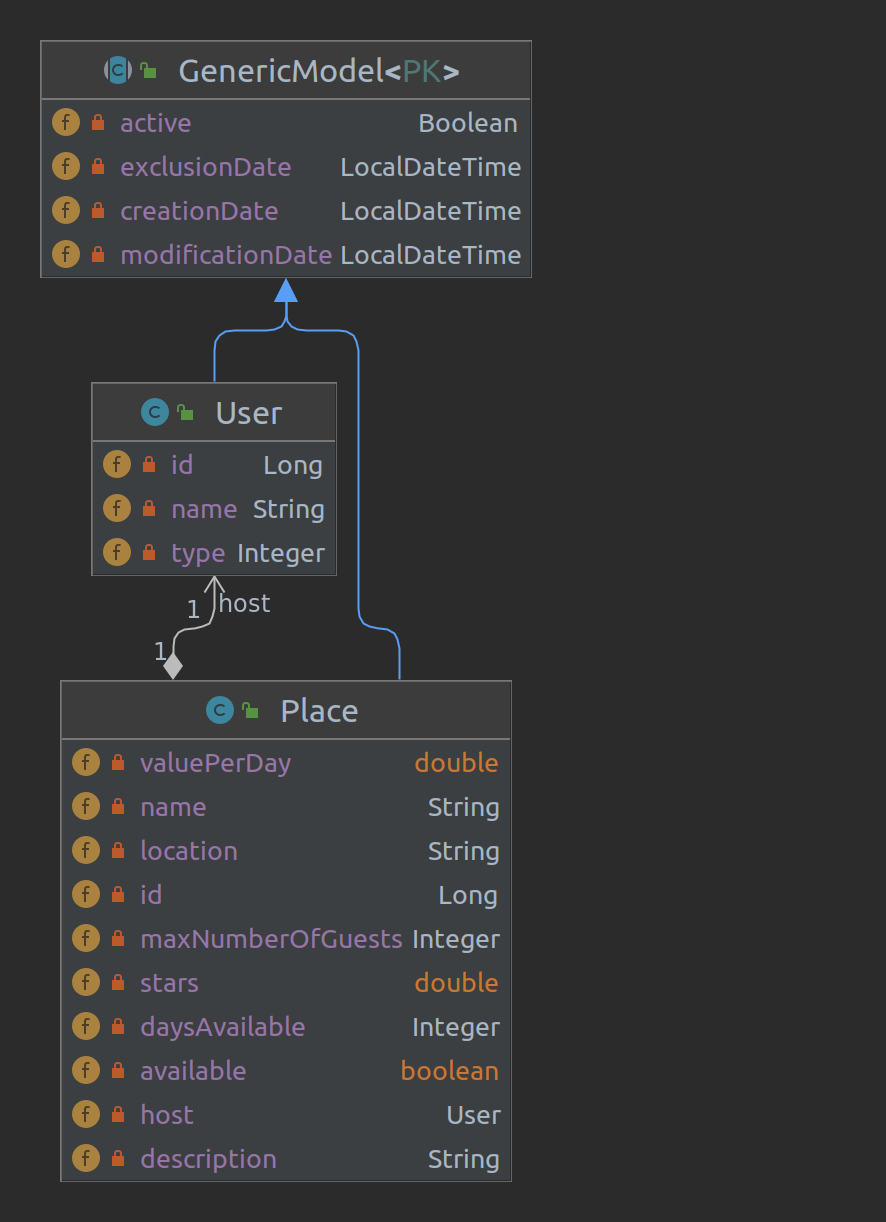 GenericModel<PK>
active Boolean
exclusionDate LocalDateTime
creationDate LocalDateTime
modificationDate LocalDateTime
User
id Long
name String
type Integer
1 host
1
Place
valuePerDay double
name String
location String
id Long
maxNumberOfGuests Integer
stars double
daysAvailable Integer
available boolean
host User
description String